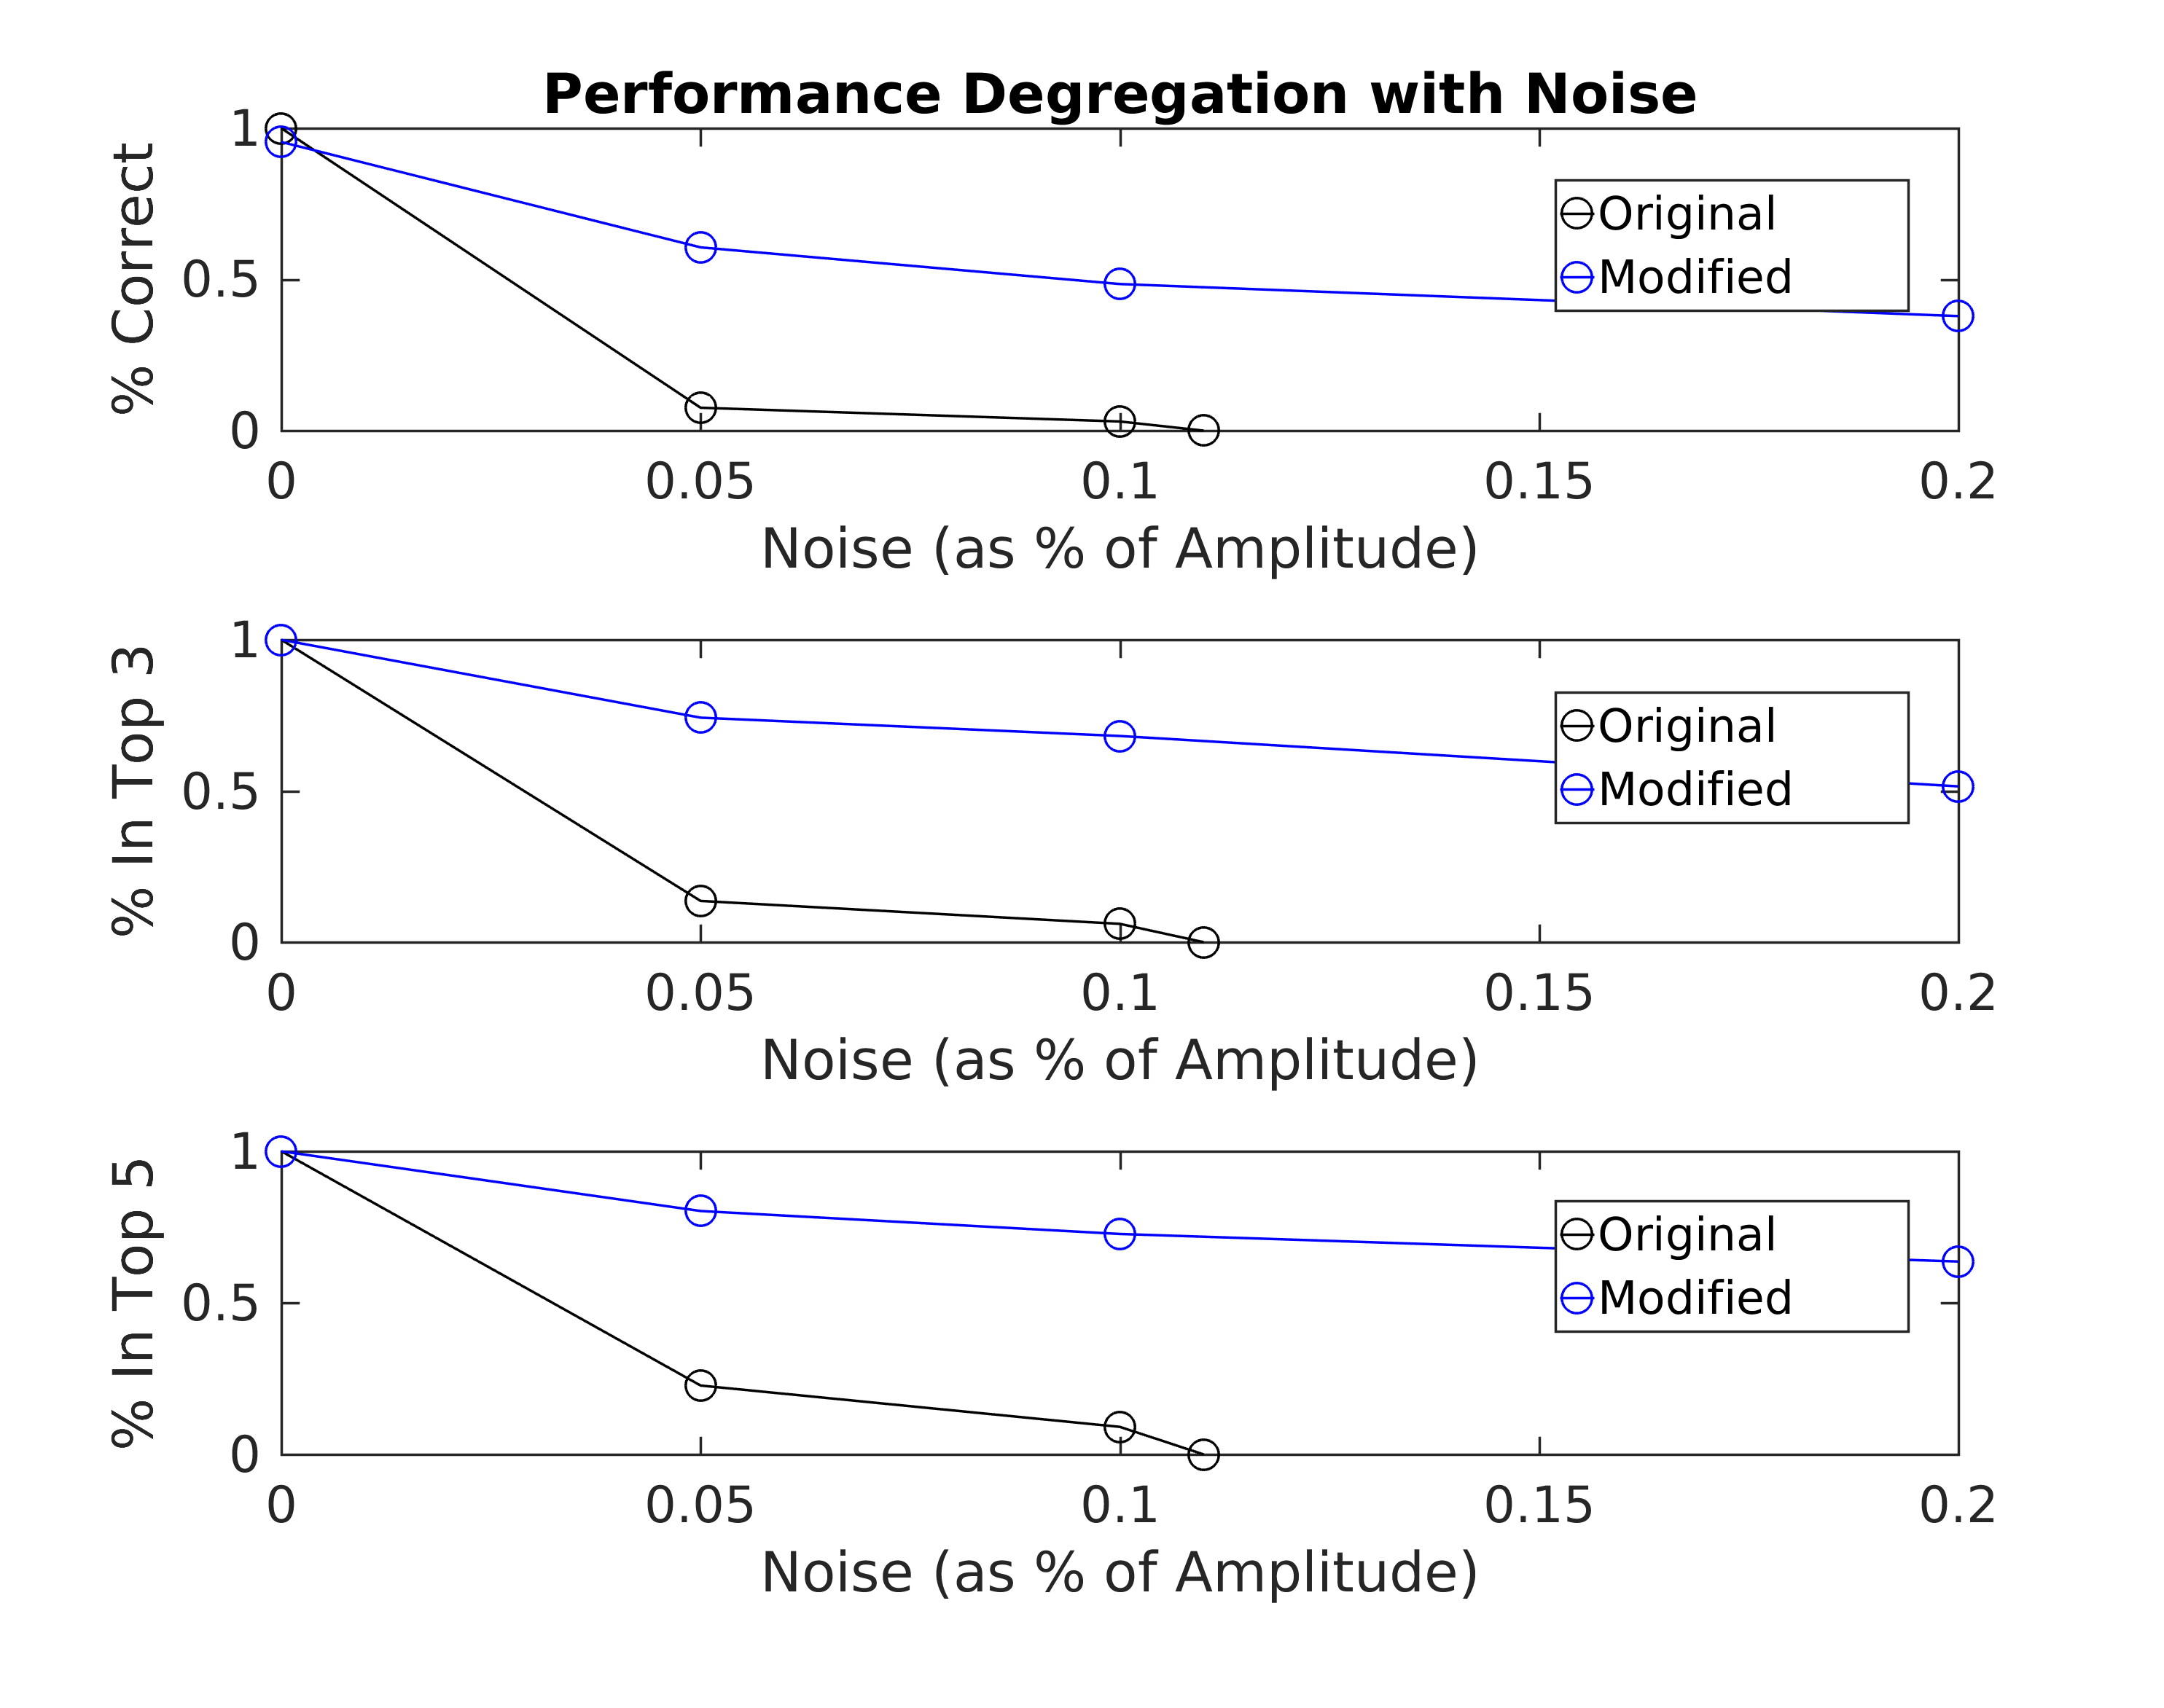 Performance Degregation with Noise
% Correct
1
0.5
0
Original
Modified
0 0.05 0.1 0.15 0.2
Noise (as % of Amplitude)
% In Top 3
1
0.5
0
Original
Modified
0 0.05 0.1 0.15 0.2
Noise (as % of Amplitude)
% In Top 5
1
0.5
0
Original
Modified
0 0.05 0.1 0.15 0.2
Noise (as % of Amplitude)